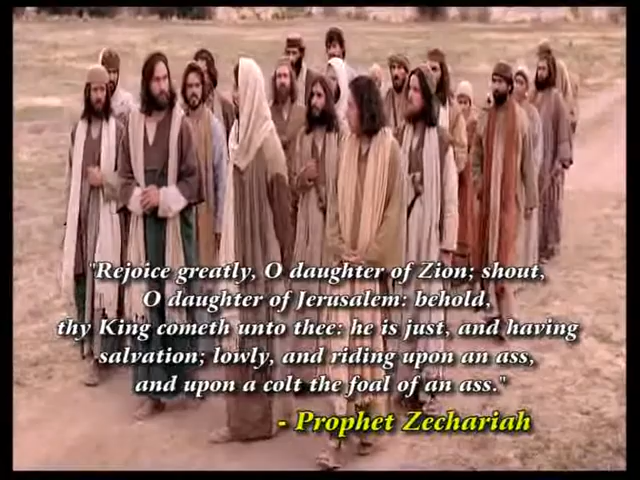 "Rejoice greatly, O daughter of Zion; shout,
O daughter of Jerusalem: behold,
thy King cometh unto thee: he is just, and having
salvation; lowly, and riding upon an ass,
and upon a colt the foal of an ass."
- Prophet Zechariah